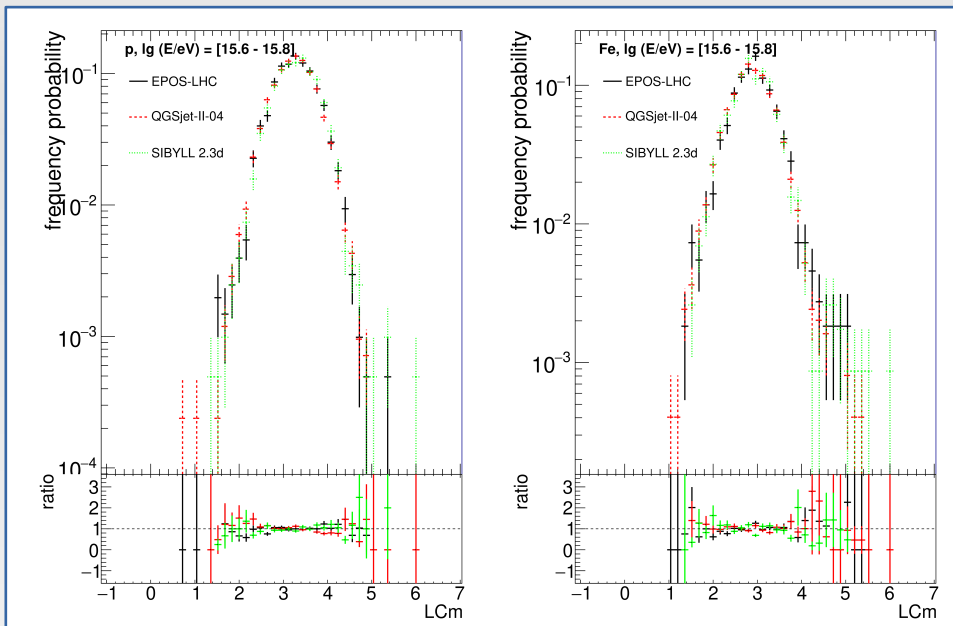 p, lg (E/eV) = [15.6 - 15.8]
EPOS-LHC
QGSjet-II-04
SIBYLL 2.3d
frequency probability
10⁻¹
10⁻²
10⁻³
10⁻⁴
ratio
3
2
1
0
−1
−1 0 1 2 3 4 5 6 7
LCm
Fe, lg (E/eV) = [15.6 - 15.8]
EPOS-LHC
QGSjet-II-04
SIBYLL 2.3d
frequency probability
10⁻¹
10⁻²
10⁻³
ratio
3
2
1
0
−1
−1 0 1 2 3 4 5 6 7
LCm